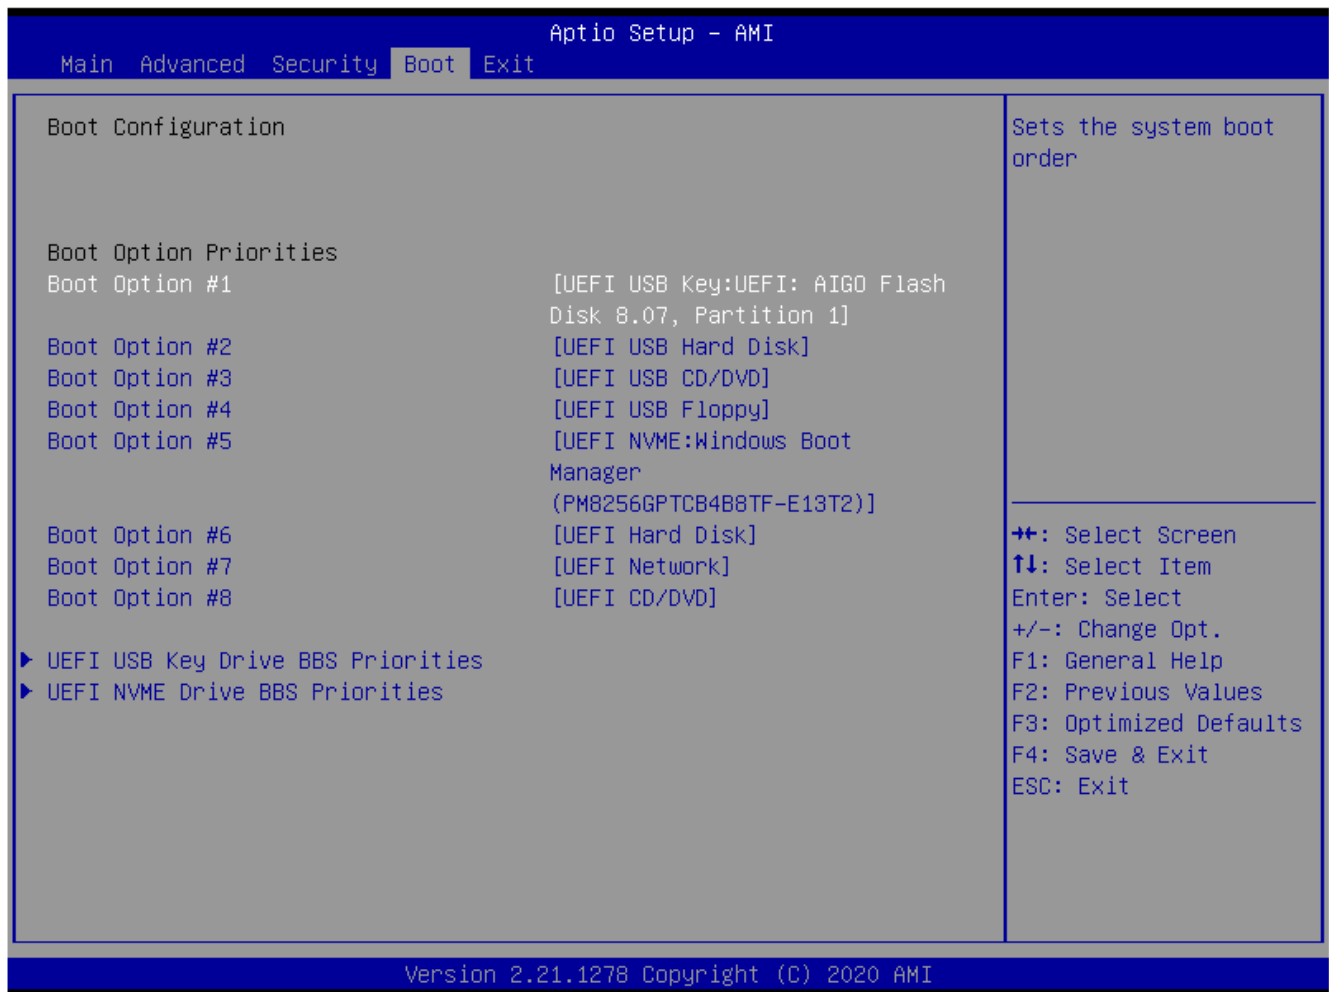 Aptio Setup – AMI
Main Advanced Security Boot Exit
Boot Configuration
Boot Option Priorities
Boot Option #1 [UEFI USB Key:UEFI: AIGO Flash
Disk 8.07, Partition 1]
Boot Option #2 [UEFI USB Hard Disk]
Boot Option #3 [UEFI USB CD/DVD]
Boot Option #4 [UEFI USB Floppy]
Boot Option #5 [UEFI NVME:Windows Boot
Manager
(PM8256GPTCB4B8TF-E13T2)]
Boot Option #6 [UEFI Hard Disk]
Boot Option #7 [UEFI Network]
Boot Option #8 [UEFI CD/DVD]
UEFI USB Key Drive BBS Priorities
UEFI NVME Drive BBS Priorities
Sets the system boot
order
→←: Select Screen
↑↓: Select Item
Enter: Select
+/-: Change Opt.
F1: General Help
F2: Previous Values
F3: Optimized Defaults
F4: Save & Exit
ESC: Exit
Version 2.21.1278 Copyright (C) 2020 AMI